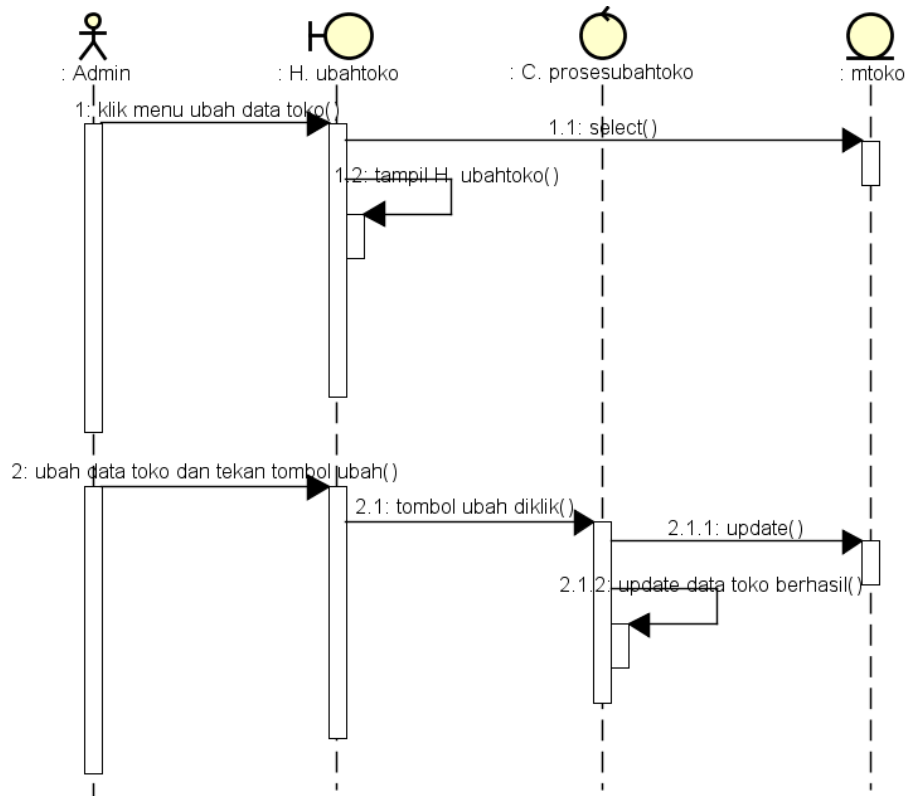 : Admin
: H. ubahtoko
: C. prosesubahtoko
: mtoko
1: klik menu ubah data toko()
1.1: select()
1.2: tampil H. ubahtoko()
2: ubah data toko dan tekan tombol ubah()
2.1: tombol ubah diklik()
2.1.1: update()
2.1.2: update data toko berhasil()